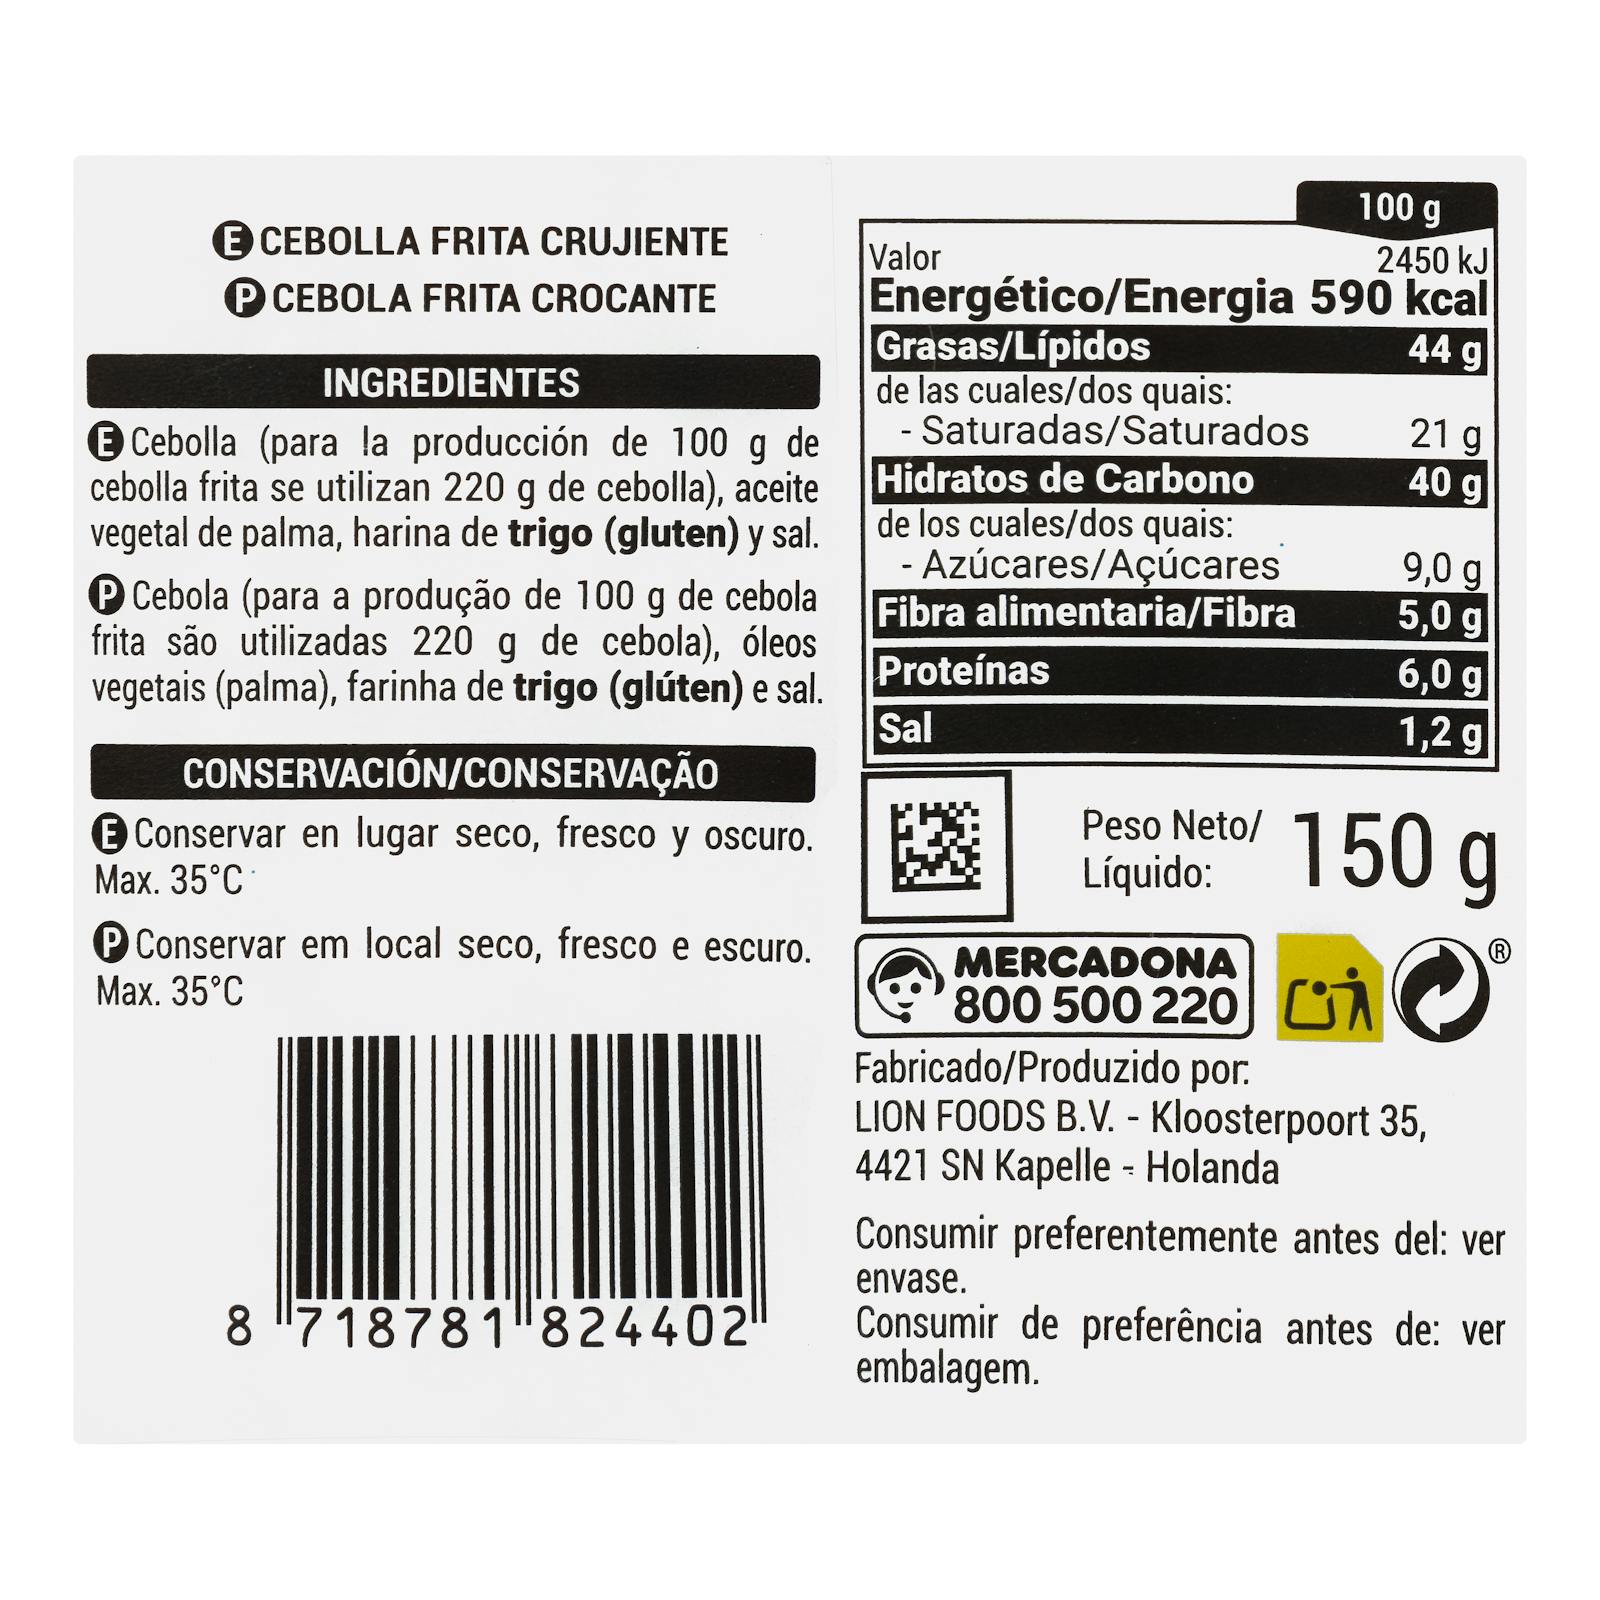 E CEBOLLA FRITA CRUJIENTE
P CEBOLA FRITA CROCANTE
INGREDIENTES
E Cebolla (para la producción de 100 g de
cebolla frita se utilizan 220 g de cebolla), aceite
vegetal de palma, harina de trigo (gluten) y sal.
P Cebola (para a produção de 100 g de cebola
frita são utilizadas 220 g de cebola), óleos
vegetais (palma), farinha de trigo (glúten) e sal.
CONSERVACIÓN/CONSERVAÇÃO
E Conservar en lugar seco, fresco y oscuro.
Max. 35°C
P Conservar em local seco, fresco e escuro.
Max. 35°C
8 718781 824402
100 g
Valor 2450 kJ
Energético/Energia 590 kcal
Grasas/Lípidos 44 g
de las cuales/dos quais:
- Saturadas/Saturados 21 g
Hidratos de Carbono 40 g
de los cuales/dos quais:
- Azúcares/Açúcares 9,0 g
Fibra alimentaria/Fibra 5,0 g
Proteínas 6,0 g
Sal 1,2 g
Peso Neto/ 150 g
Líquido:
MERCADONA
800 500 220
®
Fabricado/Produzido por:
LION FOODS B.V. - Kloosterpoort 35,
4421 SN Kapelle - Holanda
Consumir preferentemente antes del: ver
envase.
Consumir de preferência antes de: ver
embalagem.